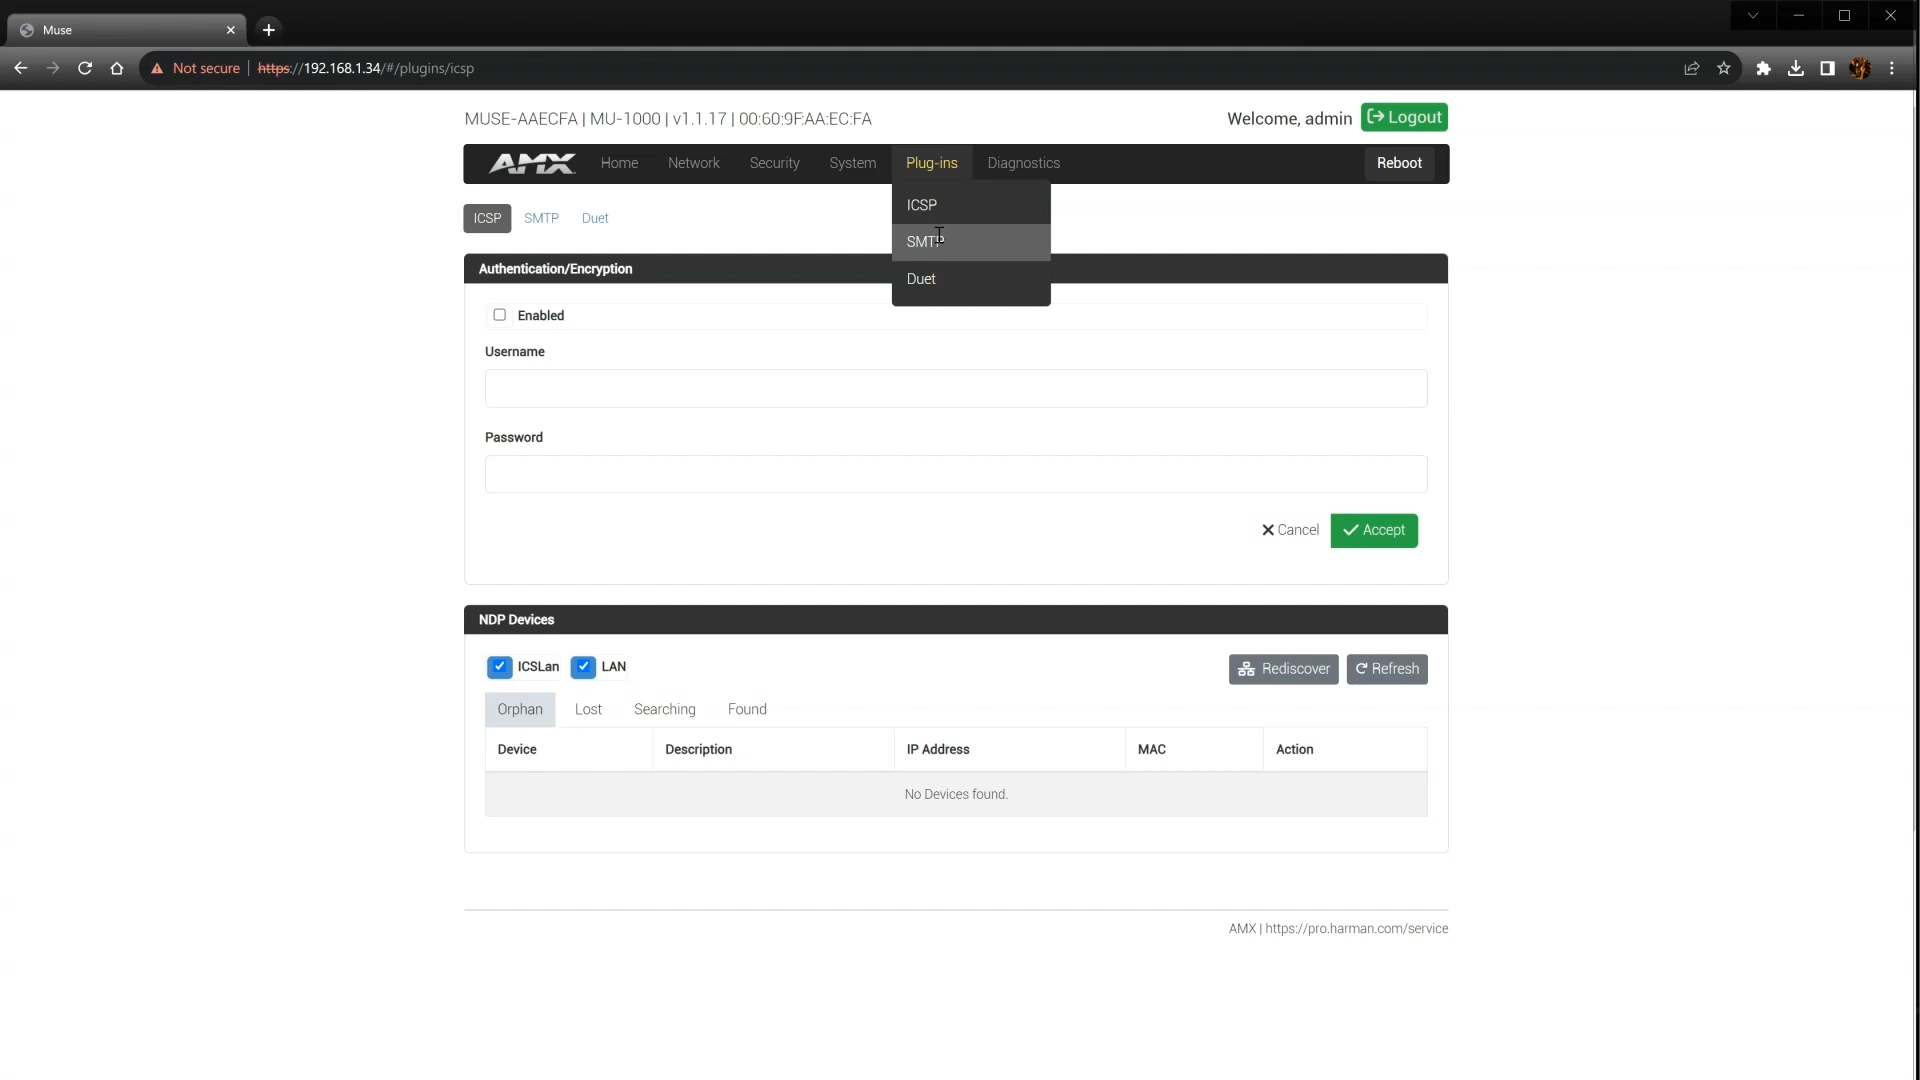 Muse
Not secure | https://192.168.1.34/#/plugins/icsp
MUSE-AAECFA | MU-1000 | v1.1.17 | 00:60:9F:AA:EC:FA
Welcome, admin Logout
AMX Home Network Security System Plug-ins Diagnostics Reboot
ICSP
SMTP
Duet
ICSP SMTP Duet
Authentication/Encryption
Enabled
Username
Password
Cancel Accept
NDP Devices
ICSLan LAN Rediscover Refresh
Orphan Lost Searching Found
Device Description IP Address MAC Action
No Devices found.
AMX | https://pro.harman.com/service